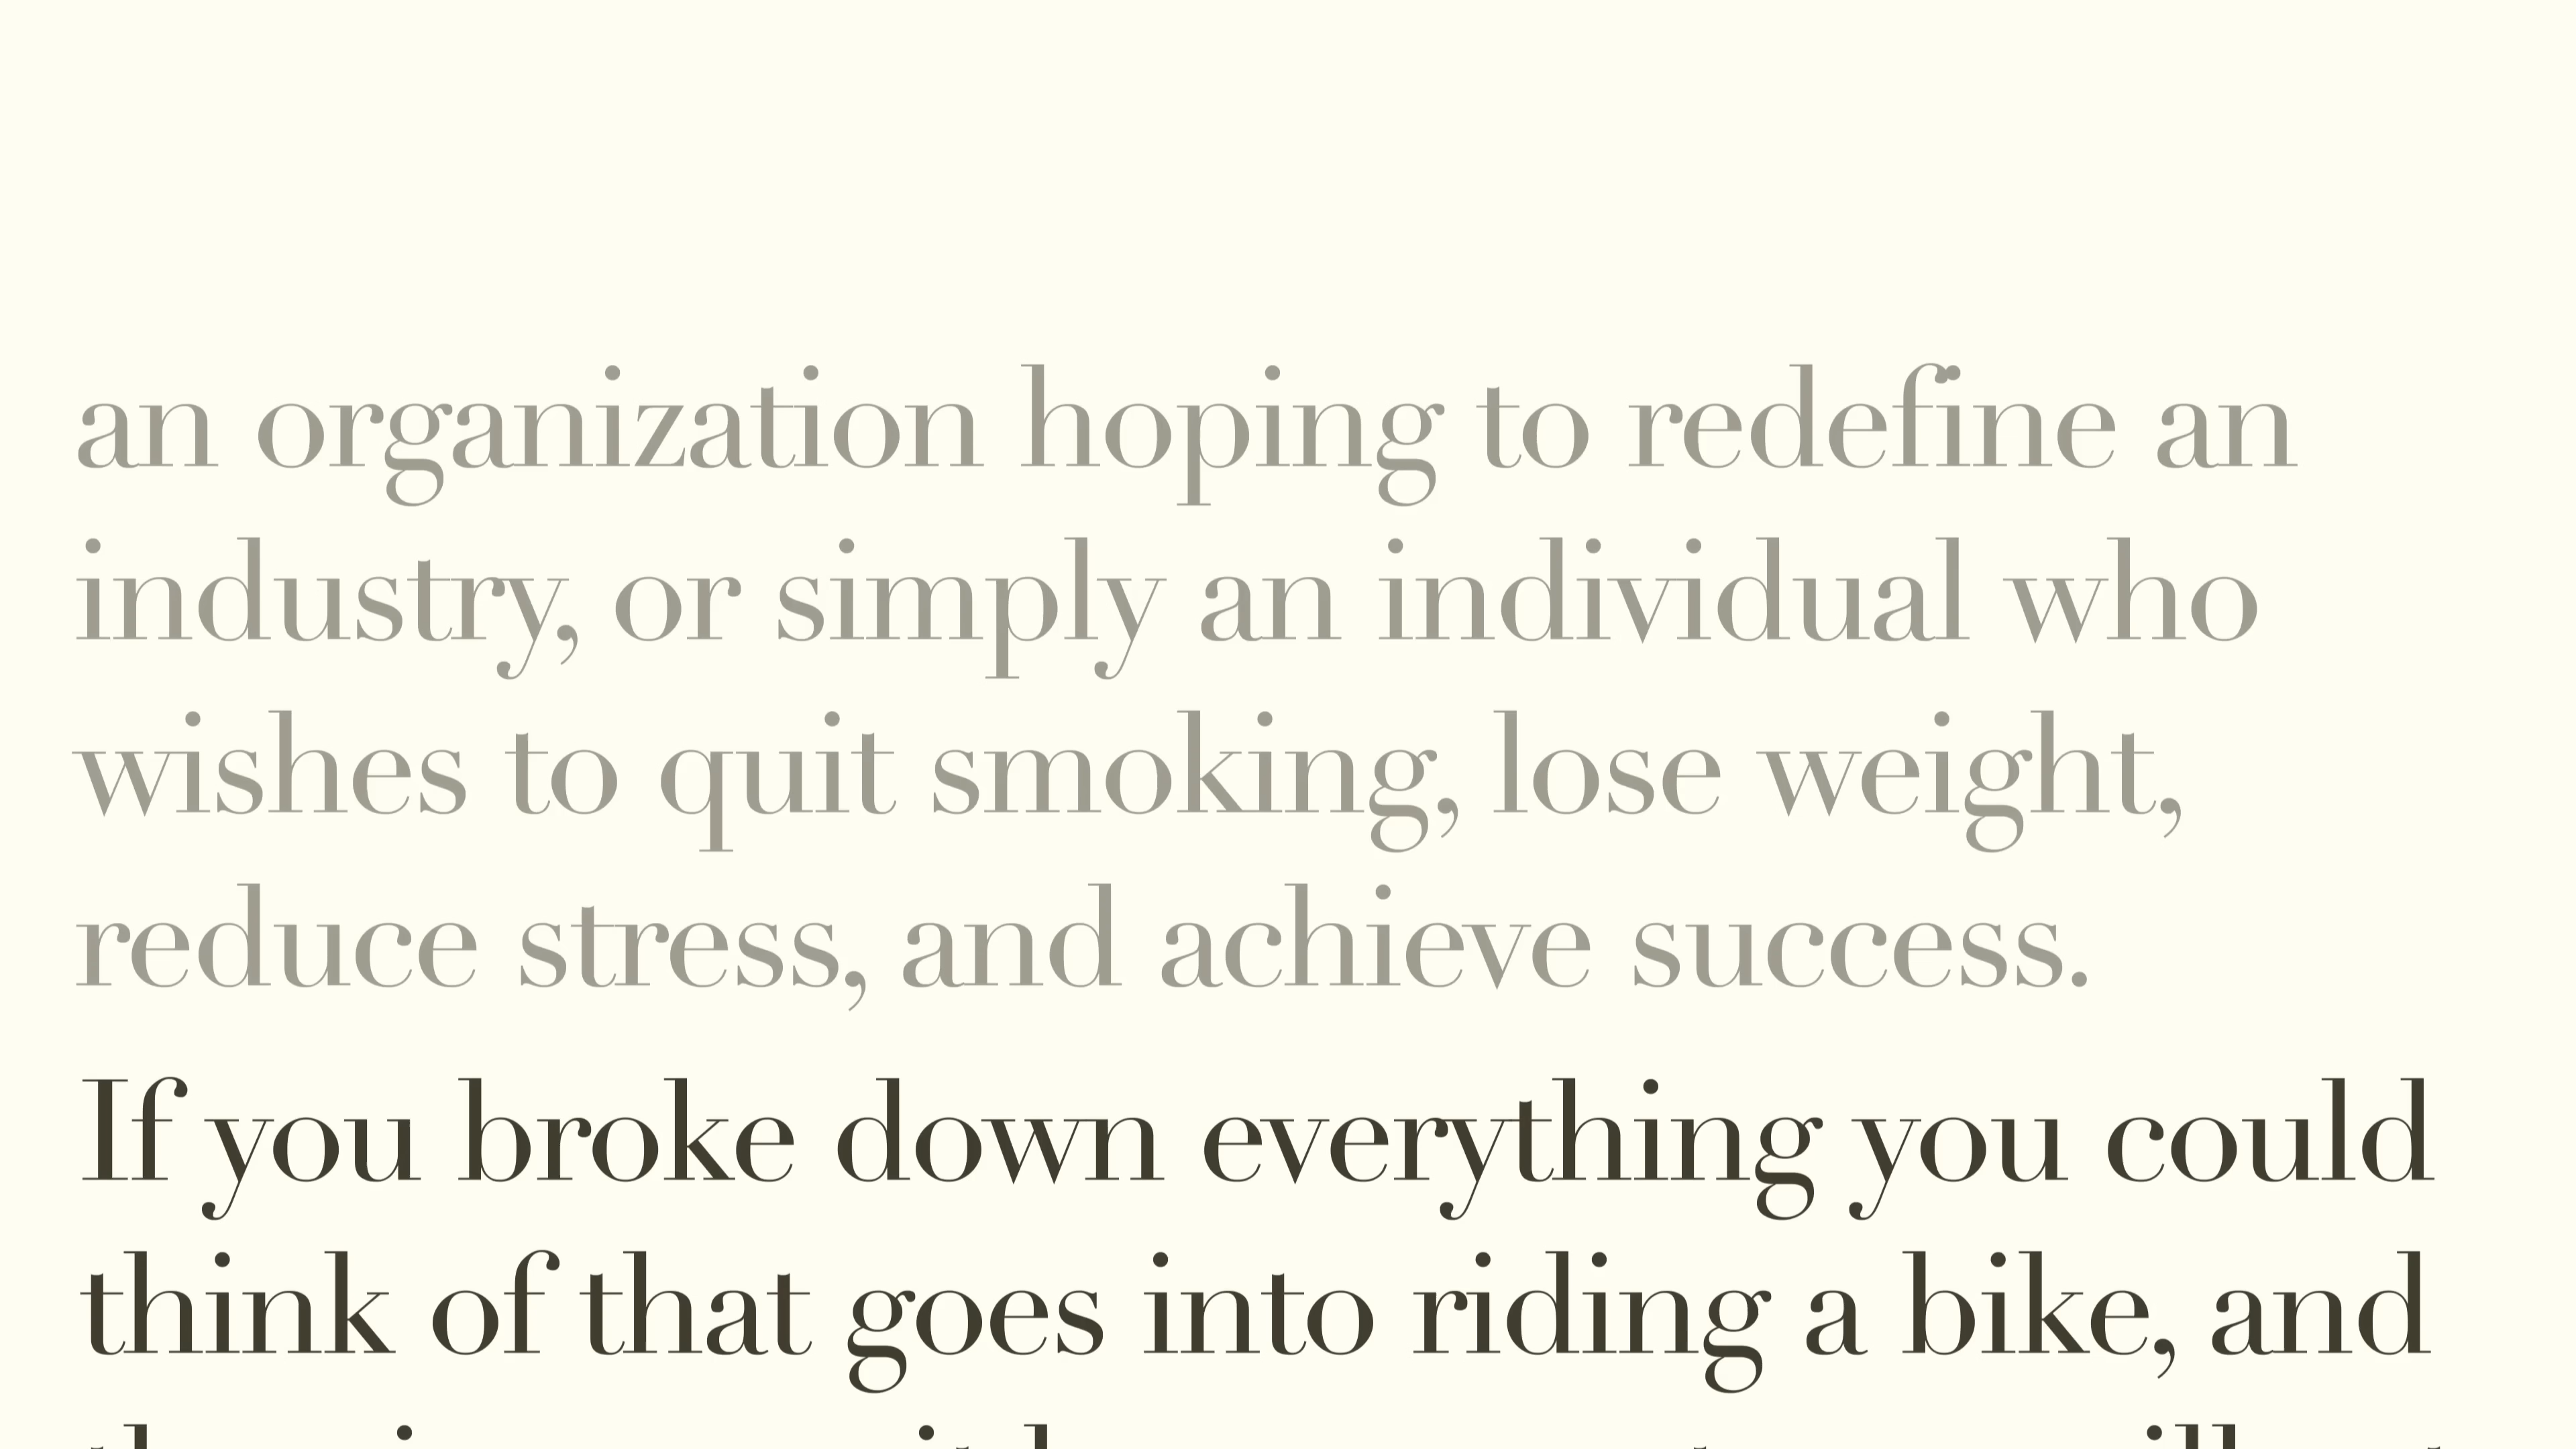 an organization hoping to redefine an
industry, or simply an individual who
wishes to quit smoking, lose weight,
reduce stress, and achieve success.
If you broke down everything you could
think of that goes into riding a bike, and